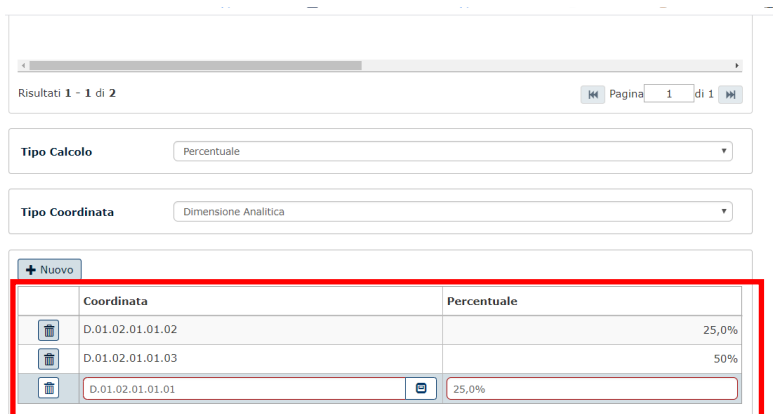 Risultati 1 - 1 di 2 Pagina 1 di 1
Tipo Calcolo Percentuale
Tipo Coordinata Dimensione Analitica
Nuovo
Coordinata Percentuale
D.01.02.01.01.02 25,0%
D.01.02.01.01.03 50%
D.01.02.01.01.01 25,0%